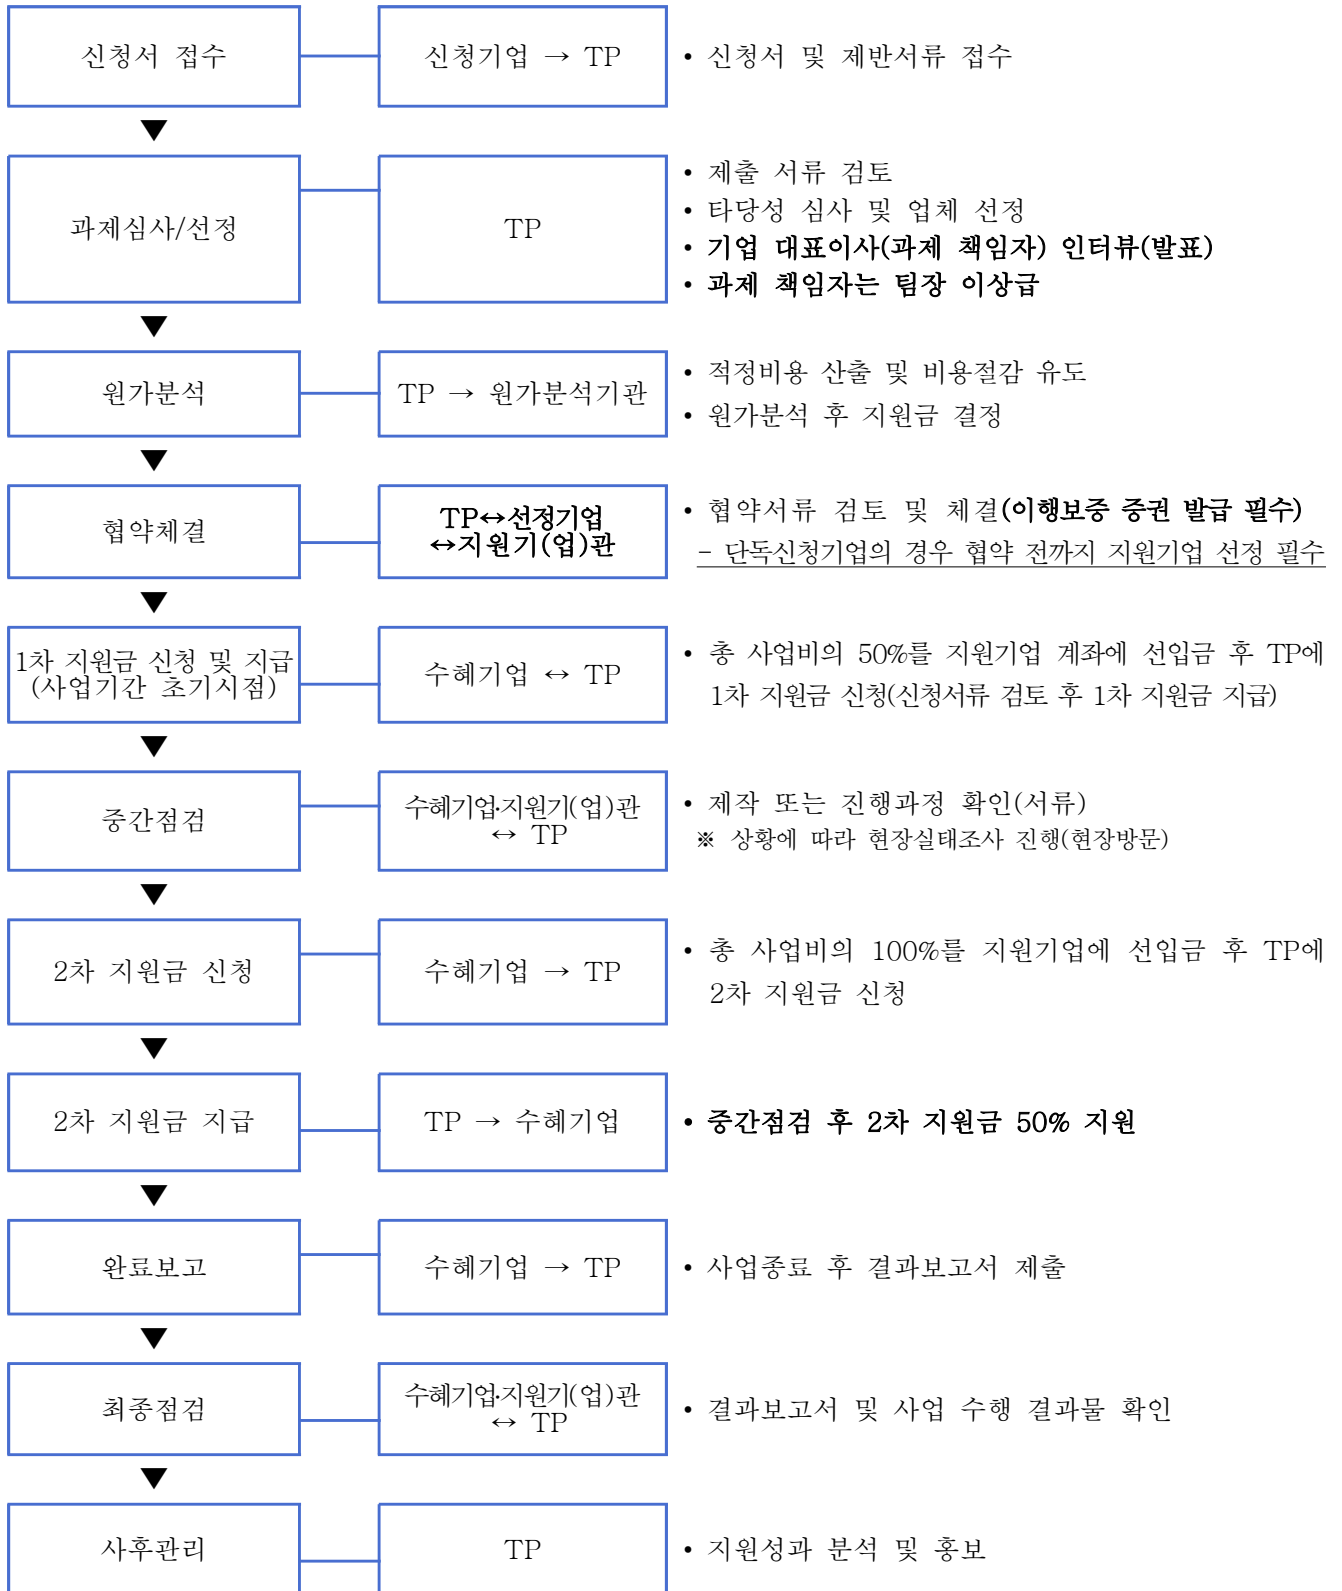 신청서 접수
신청기업 → TP
• 신청서 및 제반서류 접수
▼
과제심사/선정
TP
• 제출 서류 검토
• 타당성 심사 및 업체 선정
• 기업 대표이사(과제 책임자) 인터뷰(발표)
• 과제 책임자는 팀장 이상급
▼
원가분석
TP → 원가분석기관
• 적정비용 산출 및 비용절감 유도
• 원가분석 후 지원금 결정
▼
협약체결
TP↔선정기업
↔지원기(업)관
• 협약서류 검토 및 체결(이행보증 증권 발급 필수)
- 단독신청기업의 경우 협약 전까지 지원기업 선정 필수
▼
1차 지원금 신청 및 지급
(사업기간 초기시점)
수혜기업 ↔ TP
• 총 사업비의 50%를 지원기업 계좌에 선입금 후 TP에
1차 지원금 신청(신청서류 검토 후 1차 지원금 지급)
▼
중간점검
수혜기업·지원기(업)관
↔ TP
• 제작 또는 진행과정 확인(서류)
※ 상황에 따라 현장실태조사 진행(현장방문)
▼
2차 지원금 신청
수혜기업 → TP
• 총 사업비의 100%를 지원기업에 선입금 후 TP에
2차 지원금 신청
▼
2차 지원금 지급
TP → 수혜기업
• 중간점검 후 2차 지원금 50% 지원
▼
완료보고
수혜기업 → TP
• 사업종료 후 결과보고서 제출
▼
최종점검
수혜기업·지원기(업)관
↔ TP
• 결과보고서 및 사업 수행 결과물 확인
▼
사후관리
TP
• 지원성과 분석 및 홍보